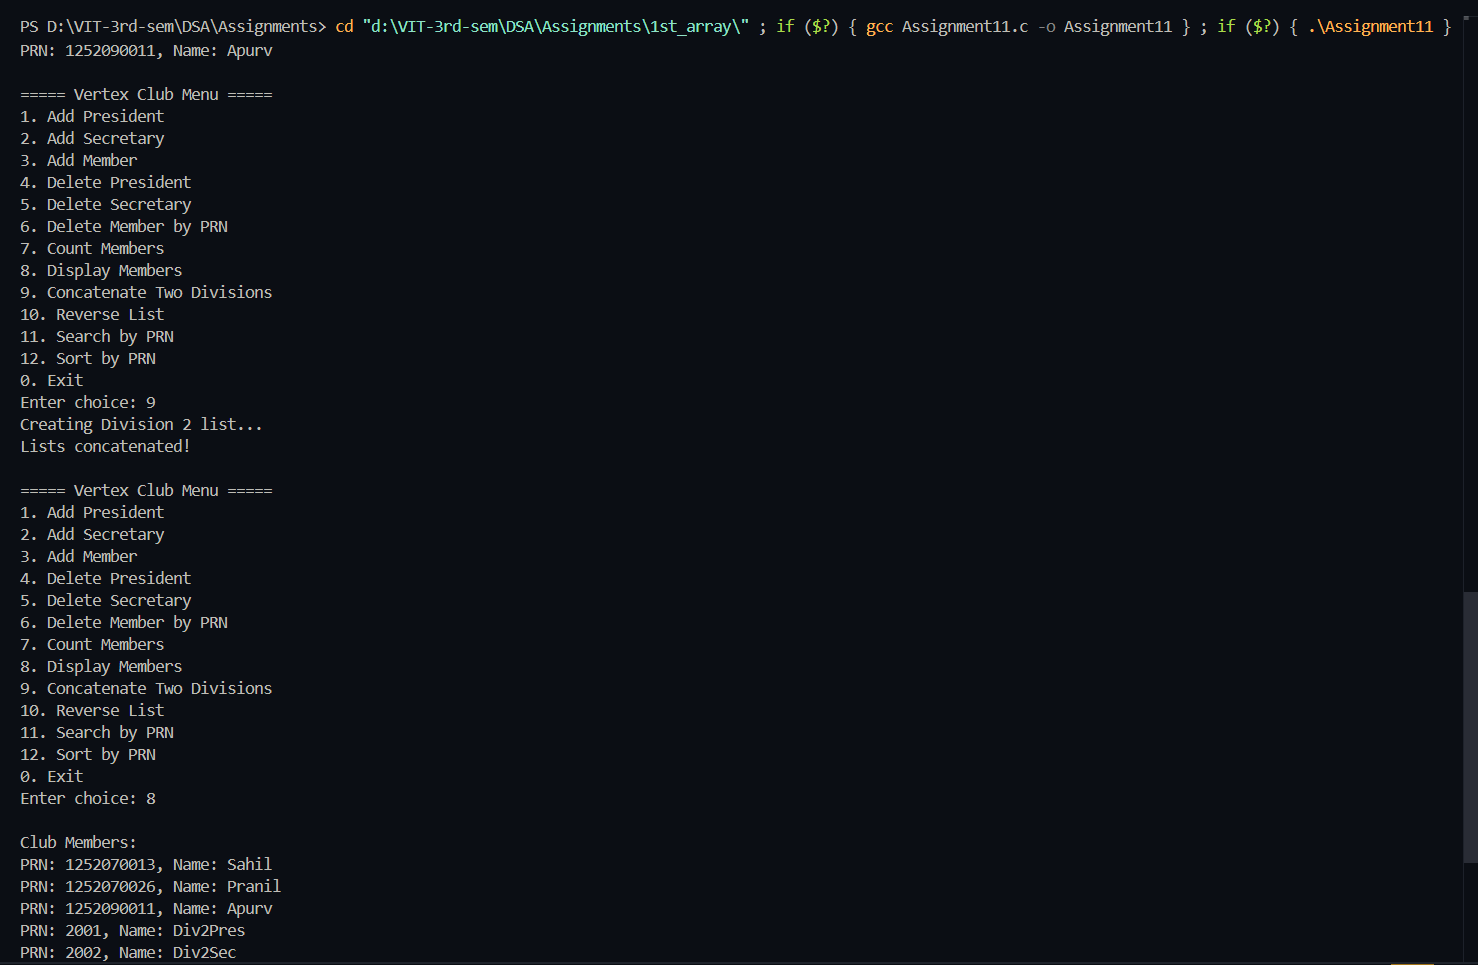 PS D:\VIT-3rd-sem\DSA\Assignments> cd "d:\VIT-3rd-sem\DSA\Assignments\1st_array\" ; if ($?) { gcc Assignment11.c -o Assignment11 } ; if ($?) { .\Assignment11 }
PRN: 1252090011, Name: Apurv

===== Vertex Club Menu =====
1. Add President
2. Add Secretary
3. Add Member
4. Delete President
5. Delete Secretary
6. Delete Member by PRN
7. Count Members
8. Display Members
9. Concatenate Two Divisions
10. Reverse List
11. Search by PRN
12. Sort by PRN
0. Exit
Enter choice: 9
Creating Division 2 list...
Lists concatenated!

===== Vertex Club Menu =====
1. Add President
2. Add Secretary
3. Add Member
4. Delete President
5. Delete Secretary
6. Delete Member by PRN
7. Count Members
8. Display Members
9. Concatenate Two Divisions
10. Reverse List
11. Search by PRN
12. Sort by PRN
0. Exit
Enter choice: 8

Club Members:
PRN: 1252070013, Name: Sahil
PRN: 1252070026, Name: Pranil
PRN: 1252090011, Name: Apurv
PRN: 2001, Name: Div2Pres
PRN: 2002, Name: Div2Sec